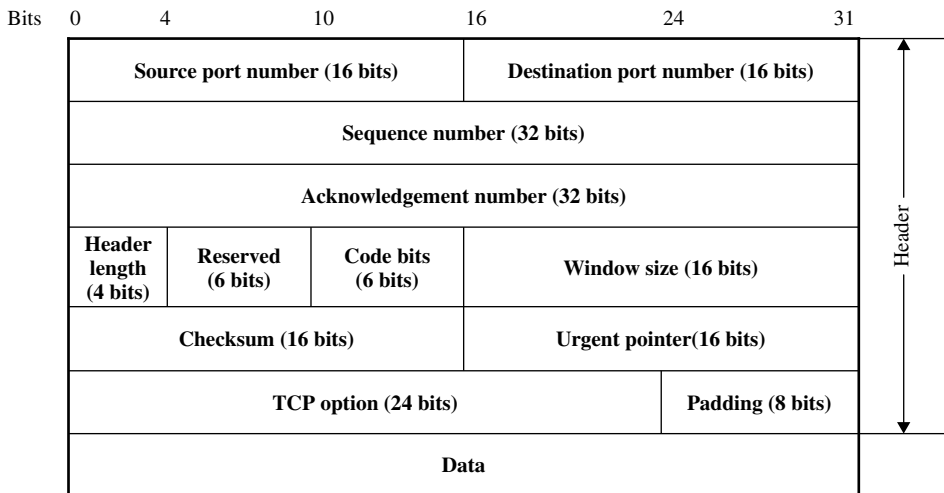 Bits 0 4 10 16 24 31
Source port number (16 bits) Destination port number (16 bits)
Sequence number (32 bits)
Acknowledgement number (32 bits)
Header
length
(4 bits)
Reserved
(6 bits)
Code bits
(6 bits)
Window size (16 bits)
Checksum (16 bits) Urgent pointer(16 bits)
TCP option (24 bits) Padding (8 bits)
Data
Header